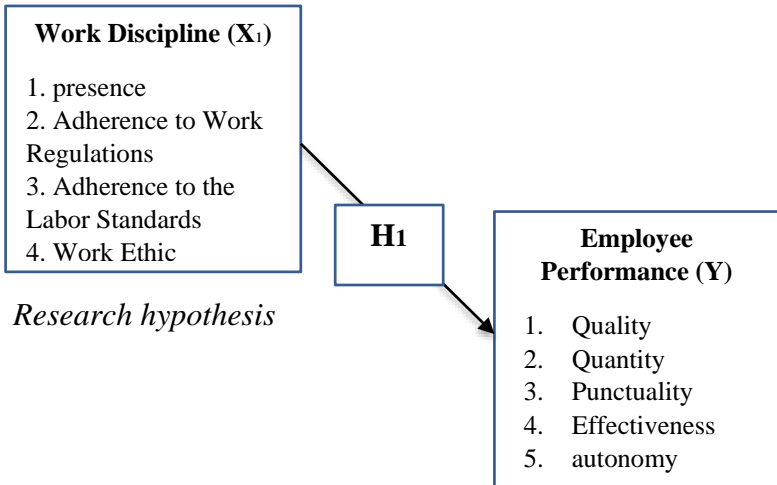 Work Discipline (X₁)
1. presence
2. Adherence to Work
Regulations
3. Adherence to the
Labor Standards
4. Work Ethic
Research hypothesis
H1
Employee
Performance (Y)
1. Quality
2. Quantity
3. Punctuality
4. Effectiveness
5. autonomy